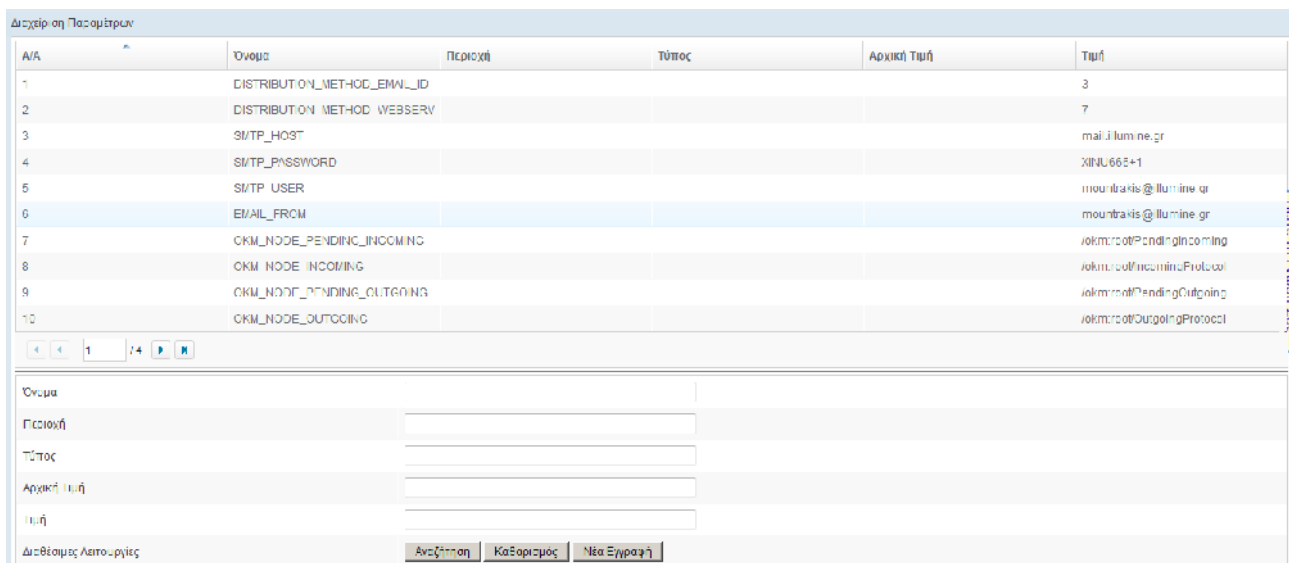 Διαχείριση Παραμέτρων
Α/Α Όνομα Περιοχή Τύπος Αρχική Τιμή Τιμή
1 DISTRIBUTION_METHOD_EMAIL_ID 3
2 DISTRIBUTION_METHOD_WEBSERV 7
3 SMTP_HOST mail.illumine.gr
4 SMTP_PASSWORD XINU665+1
5 SMTP_USER mountrakis@illumine.gr
6 EMAIL_FROM mountrakis@illumine.gr
7 OKM_NODE_PENDING_INCOMING /okm:root/PendingIncoming
8 OKM_NODE_INCOMING /okm:root/IncomingProtocol
9 OKM_NODE_PENDING_OUTGOING /okm:root/PendingOutgoing
10 OKM_NODE_OUTGOING /okm:root/OutgoingProtocol
1 / 4
Όνομα
Περιοχή
Τύπος
Αρχική Τιμή
Τιμή
Διαθέσιμες Λειτουργίες Αναζήτηση Καθαρισμός Νέα Εγγραφή